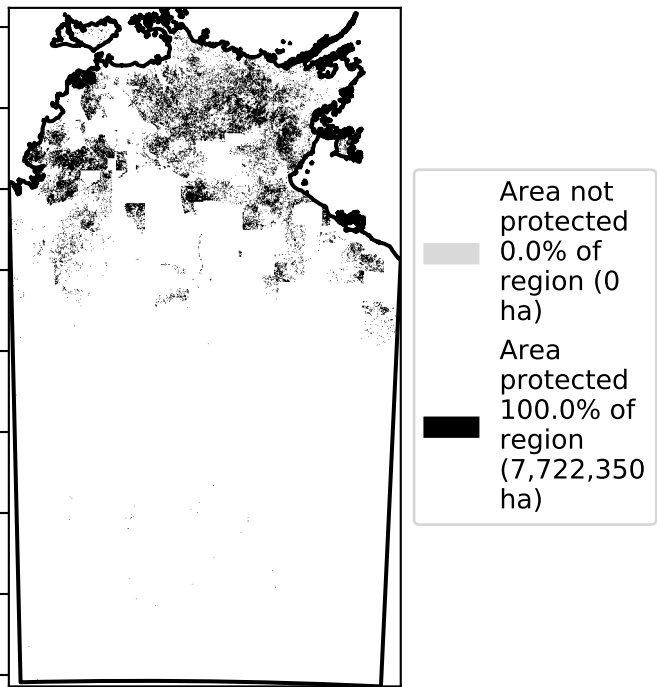 Area not
protected
0.0% of
region (0
ha)
Area
protected
100.0% of
region
(7,722,350
ha)